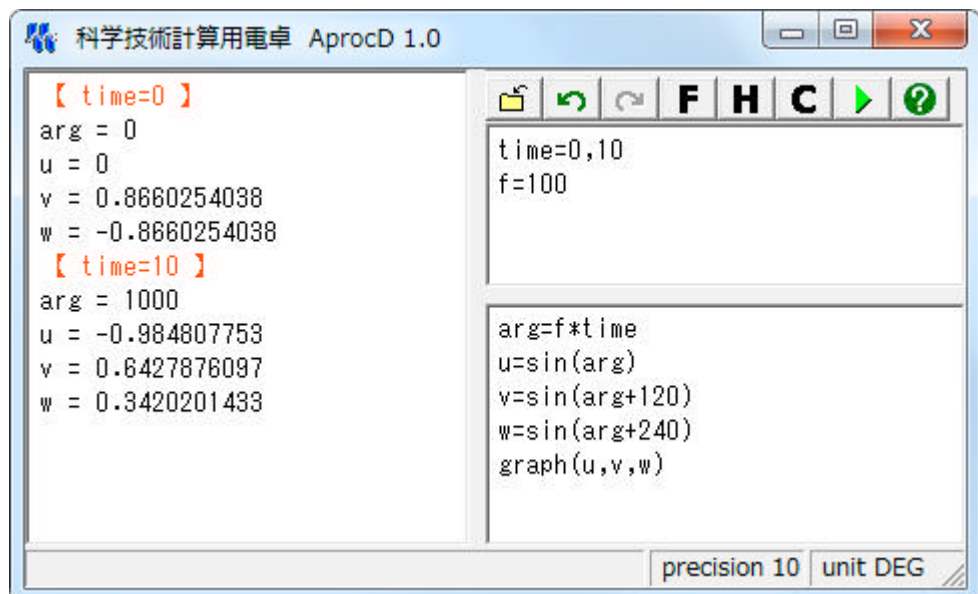 科学技術計算用電卓 AprocD 1.0
【 time=0 】
arg = 0
u = 0
v = 0.8660254038
w = -0.8660254038
【 time=10 】
arg = 1000
u = -0.984807753
v = 0.6427876097
w = 0.3420201433
F H C
time=0,10
f=100
arg=f*time
u=sin(arg)
v=sin(arg+120)
w=sin(arg+240)
graph(u,v,w)
precision 10 unit DEG